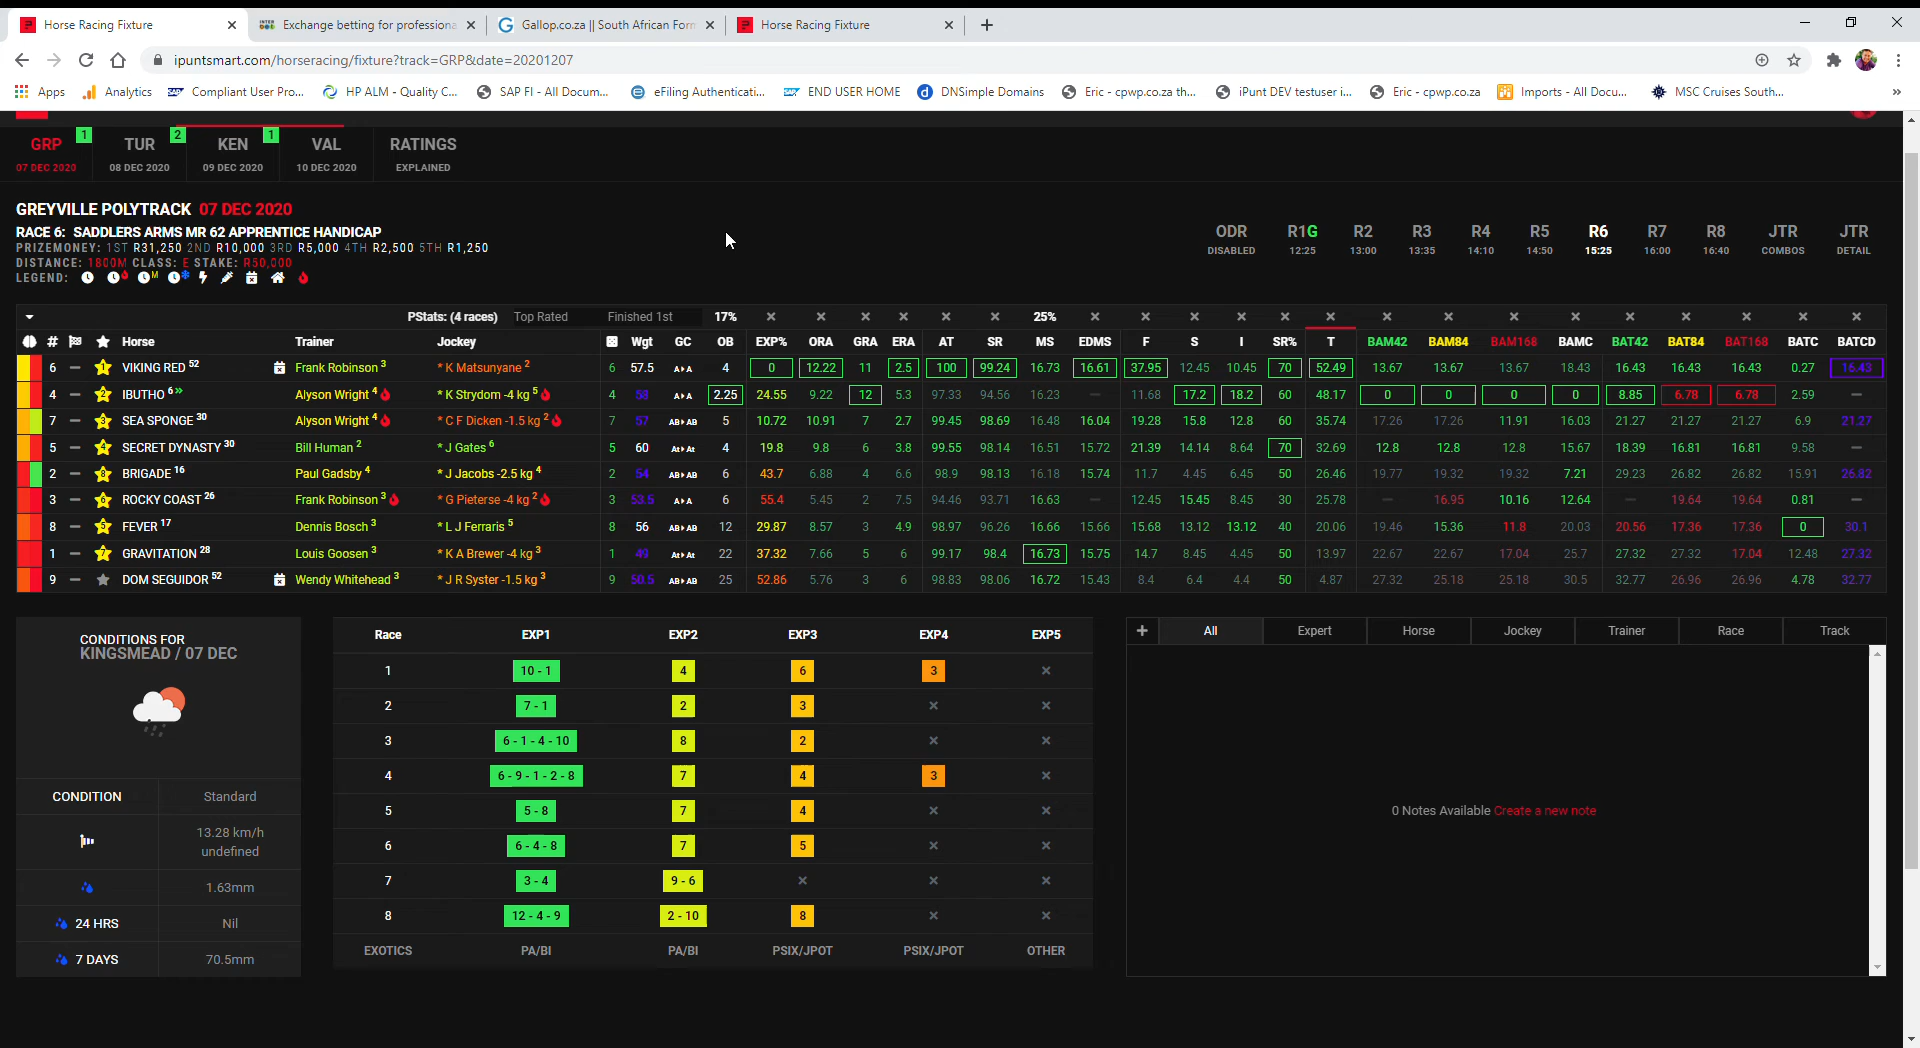 Horse Racing Fixture
Exchange betting for professiona
Gallop.co.za || South African Forr
Horse Racing Fixture
ipuntsmart.com/horseracing/fixture?track=GRP&date=20201207
Apps Analytics Compliant User Pro... HP ALM - Quality C... SAP FI - All Docum... eFiling Authenticati... END USER HOME DNSimple Domains Eric - cpwp.co.za th... iPunt DEV testuser i... Eric - cpwp.co.za Imports - All Docu... MSC Cruises South... »
GRP 1 TUR 2 KEN 1 VAL RATINGS
07 DEC 2020 08 DEC 2020 09 DEC 2020 10 DEC 2020 EXPLAINED
GREYVILLE POLYTRACK 07 DEC 2020
RACE 6: SADDLERS ARMS MR 62 APPRENTICE HANDICAP
PRIZEMONEY: 1ST R31,250 2ND R10,000 3RD R5,000 4TH R2,500 5TH R1,250
DISTANCE: 1800M CLASS: E STAKE: R50,000
LEGEND: M
ODR R1G R2 R3 R4 R5 R6 R7 R8 JTR JTR
DISABLED 12:25 13:00 13:35 14:10 14:50 15:25 16:00 16:40 COMBOS DETAIL
PStats: (4 races) Top Rated Finished 1st 17% × × × × × × 25% × × × × × × × × × × × × × × ×
# Horse Trainer Jockey Wgt GC OB EXP% ORA GRA ERA AT SR MS EDMS F S I SR% T BAM42 BAM84 BAM168 BAMC BAT42 BAT84 BAT168 BATC BATCD
6 — 1 VIKING RED 52 Frank Robinson 3 * K Matsunyane 2 6 57.5 A▸A 4 0 12.22 11 2.5 100 99.24 16.73 16.61 37.95 12.45 10.45 70 52.49 13.67 13.67 13.67 18.43 16.43 16.43 16.43 0.27 16.43
4 — 2 IBUTHO 6 » Alyson Wright 4 * K Strydom -4 kg 5 4 58 A▸A 2.25 24.55 9.22 12 5.3 97.33 94.56 16.23 — 11.68 17.2 18.2 60 48.17 0 0 0 0 8.85 6.78 6.78 2.59 —
7 — 3 SEA SPONGE 30 Alyson Wright 4 * C F Dicken -1.5 kg 2 7 57 AB▸AB 5 10.72 10.91 7 2.7 99.45 98.69 16.48 16.04 19.28 15.8 12.8 60 35.74 17.26 17.26 11.91 16.03 21.27 21.27 21.27 6.9 21.27
5 — 4 SECRET DYNASTY 30 Bill Human 2 * J Gates 6 5 60 At▸At 4 19.8 9.8 6 3.8 99.55 98.14 16.51 15.72 21.39 14.14 8.64 70 32.69 12.8 12.8 12.8 15.67 18.39 16.81 16.81 9.58 —
2 — BRIGADE 16 Paul Gadsby 4 * J Jacobs -2.5 kg 4 2 54 AB▸AB 6 43.7 6.88 4 6.6 98.9 98.13 16.18 15.74 11.7 4.45 6.45 50 26.46 19.77 19.32 19.32 7.21 29.23 26.82 26.82 15.91 26.82
3 — ROCKY COAST 26 Frank Robinson 3 * G Pieterse -4 kg 2 3 53.5 A▸A 6 55.4 5.45 2 7.5 94.46 93.71 16.63 — 12.45 15.45 8.45 30 25.78 — 16.95 10.16 12.64 — 19.64 19.64 0.81 —
8 — FEVER 17 Dennis Bosch 3 * L J Ferraris 5 8 56 AB▸AB 12 29.87 8.57 3 4.9 98.97 96.26 16.66 15.66 15.68 13.12 13.12 40 20.06 19.46 15.36 11.8 20.03 20.56 17.36 17.36 0 30.1
1 — 7 GRAVITATION 28 Louis Goosen 3 * K A Brewer -4 kg 3 1 49 At▸At 22 37.32 7.66 5 6 99.17 98.4 16.73 15.75 14.7 8.45 4.45 50 13.97 22.67 22.67 17.04 25.7 27.32 27.32 17.04 12.48 27.32
9 — DOM SEGUIDOR 52 Wendy Whitehead 3 * J R Syster -1.5 kg 3 9 50.5 AB▸AB 25 52.86 5.76 3 6 98.83 98.06 16.72 15.43 8.4 6.4 4.4 50 4.87 27.32 25.18 25.18 30.5 32.77 26.96 26.96 4.78 32.77
CONDITIONS FOR
KINGSMEAD / 07 DEC
CONDITION Standard
13.28 km/h
undefined
1.63mm
24 HRS Nil
7 DAYS 70.5mm
Race EXP1 EXP2 EXP3 EXP4 EXP5
1 10 - 1 4 6 3 ×
2 7 - 1 2 3 × ×
3 6 - 1 - 4 - 10 8 2 × ×
4 6 - 9 - 1 - 2 - 8 7 4 3 ×
5 5 - 8 7 4 × ×
6 6 - 4 - 8 7 5 × ×
7 3 - 4 9 - 6 × × ×
8 12 - 4 - 9 2 - 10 8 × ×
EXOTICS PA/BI PA/BI PSIX/JPOT PSIX/JPOT OTHER
+ All Expert Horse Jockey Trainer Race Track
0 Notes Available Create a new note